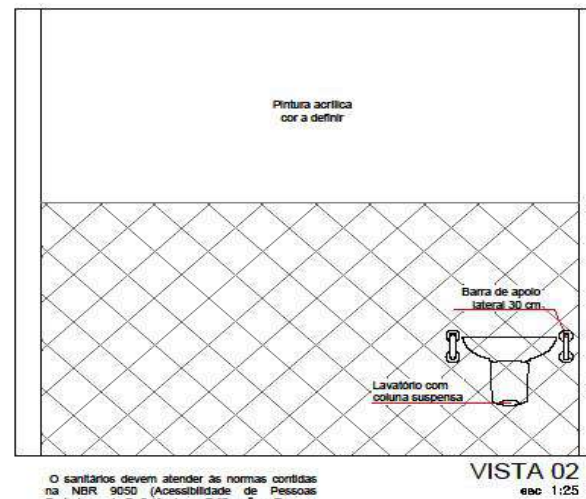 Pintura acrílica
cor a definir
Barra de apoio
lateral 30 cm
Lavatório com
coluna suspensa
VISTA 02
esc 1:25
O sanitários devem atender às normas contidas
na NBR 9050 (Acessibilidade de Pessoas